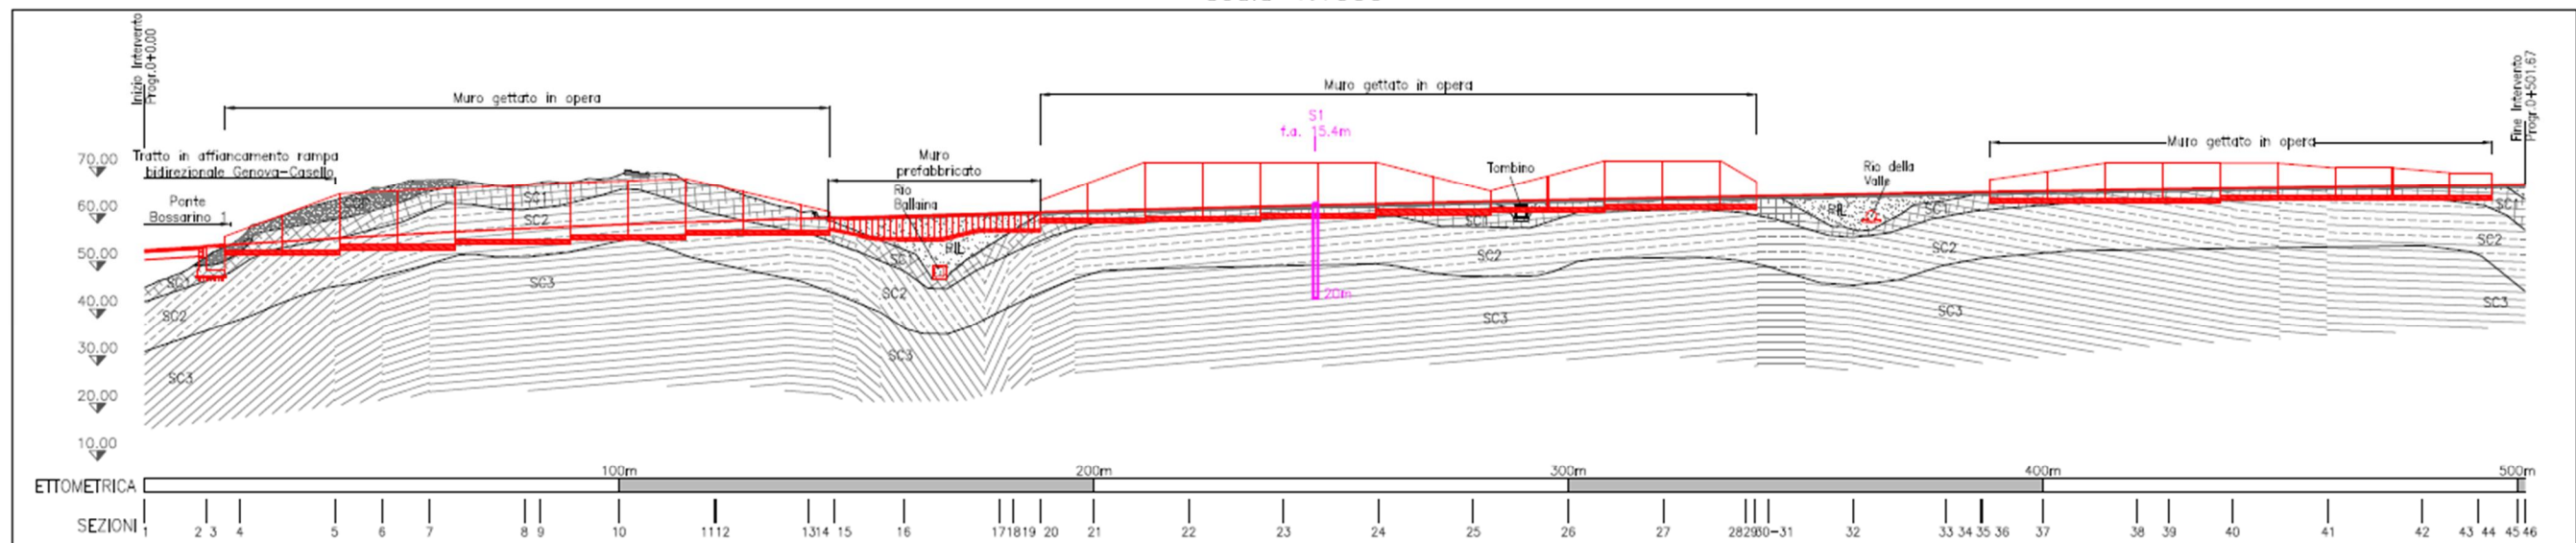 Inizio Intervento
Progr.0+0.00
Muro gettato in opera
Muro gettato in opera
Fine Intervento
Progr.0+501.67
S1
f.a. 15.4m
Muro gettato in opera
70.00
Tratto in affiancamento rampa
bidirezionale Genova-Casello
Muro
prefabbricato
Rio
Ballaina
Tombino
Rio della
Valle
60.00
Ponte
Bossarino 1
SC1
SC2
RIL
SC1
RIL
SC1
SC1
50.00
SC1
SC2
SC2
SC2
40.00
SC1
SC2
SC3
SC2
20m
SC3
SC3
SC3
30.00
SC3
SC3
20.00
10.00
100m
200m
300m
400m
500m
ETTOMETRICA
SEZIONI
1 2 3 4 5 6 7 8 9 10 11 12 13 14 15 16 17 18 19 20 21 22 23 24 25 26 27 28 29 30-31 32 33 34 35 36 37 38 39 40 41 42 43 44 45 46